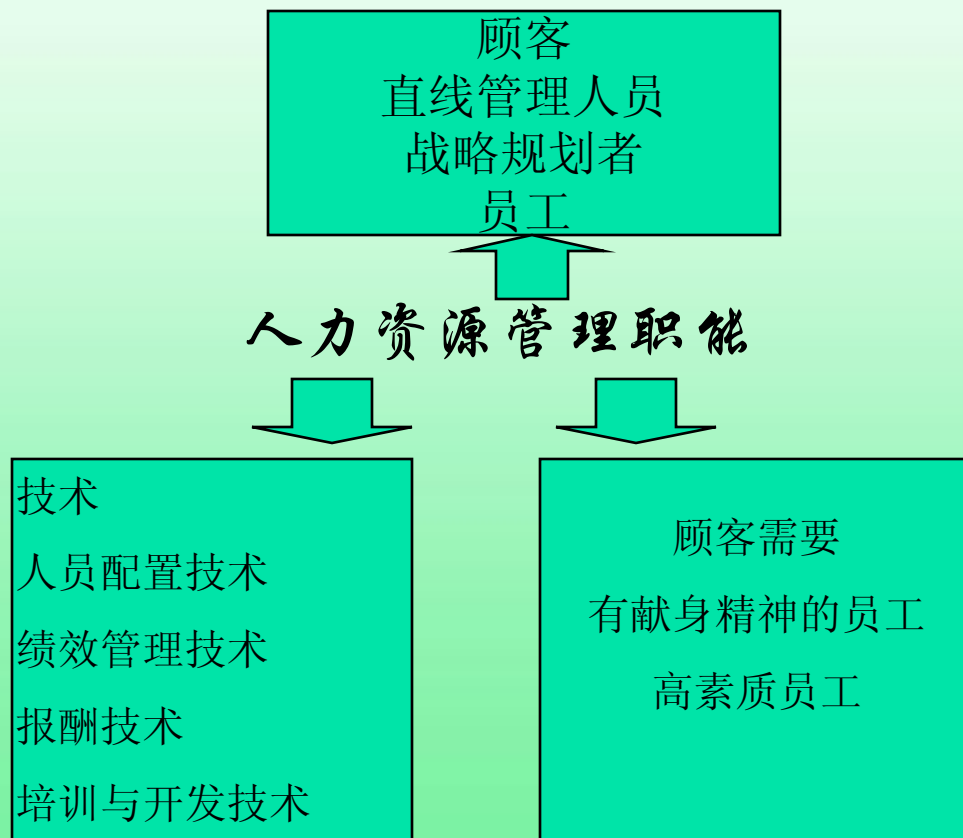 顾客
直线管理人员
战略规划者
员工
人力资源管理职能
技术
人员配置技术
绩效管理技术
报酬技术
培训与开发技术
顾客需要
有献身精神的员工
高素质员工